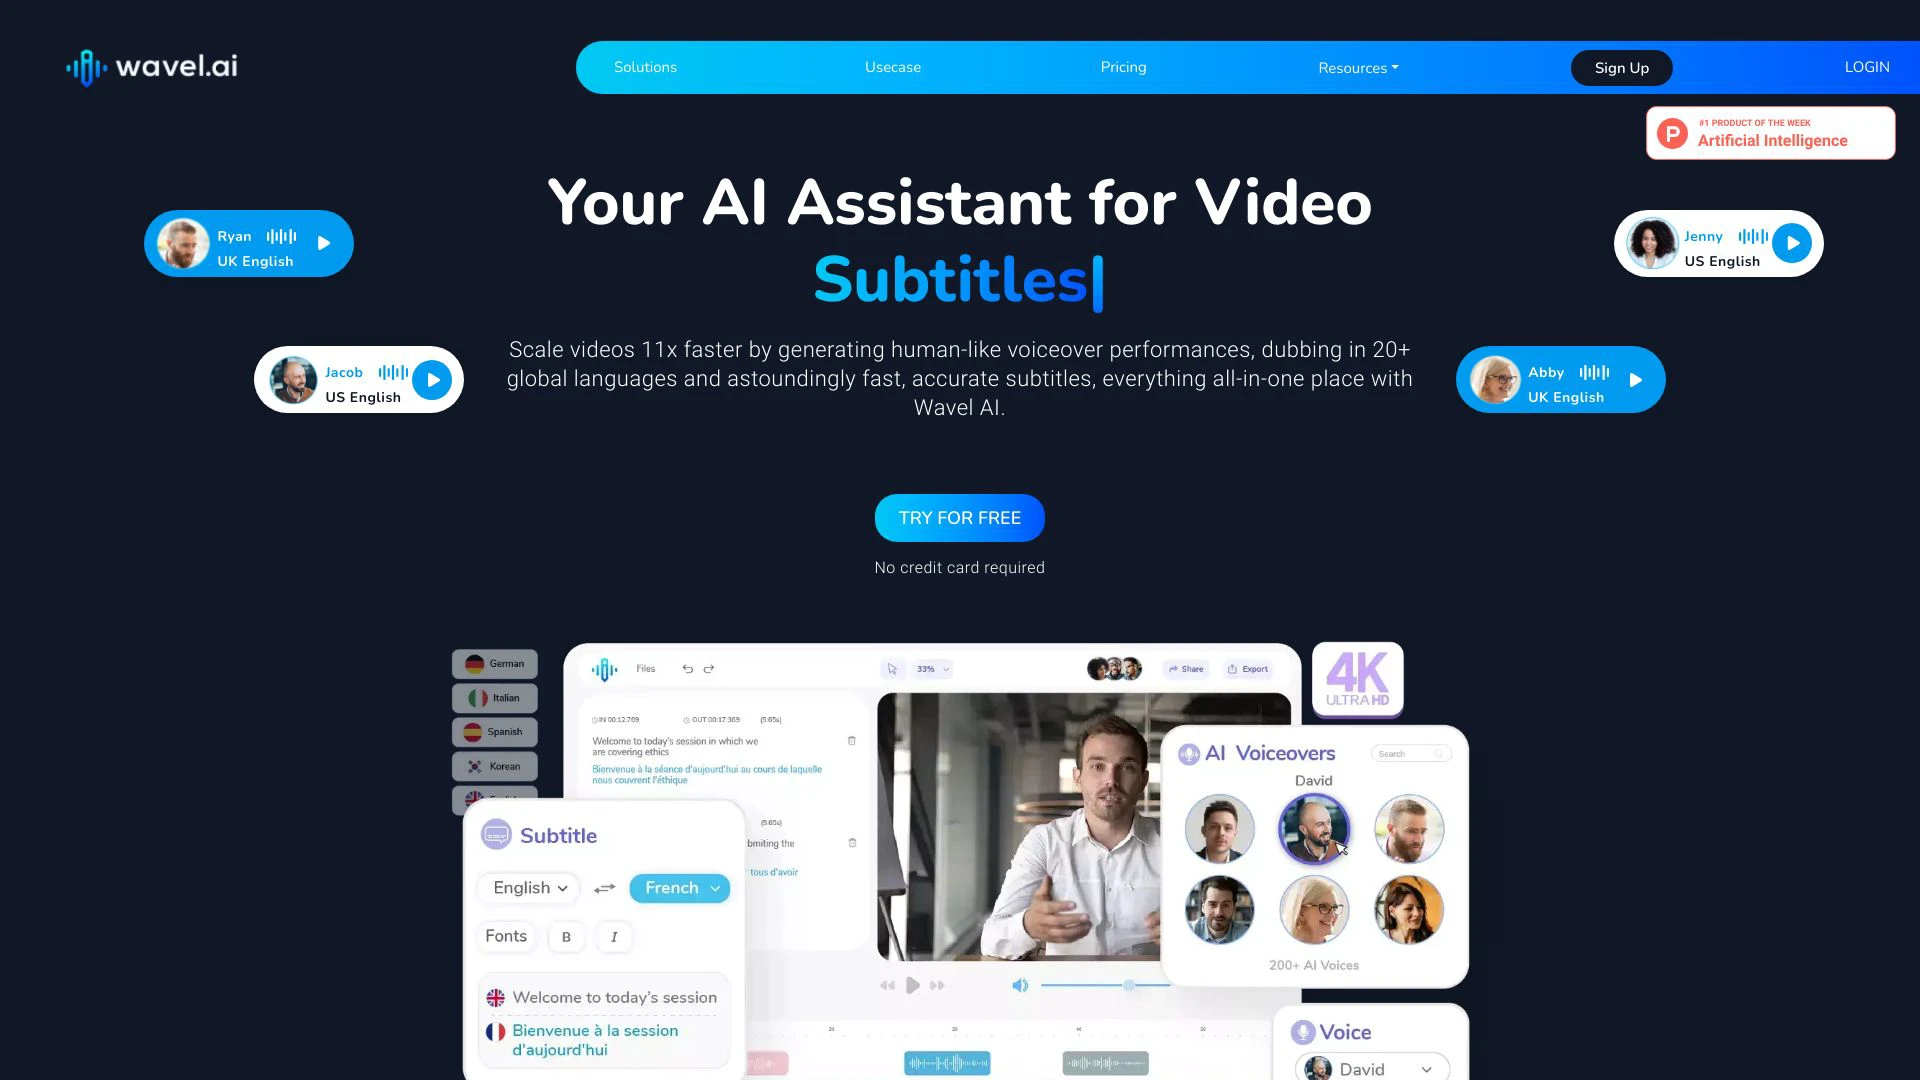 wavel.ai
Solutions
Usecase
Pricing
Resources
Sign Up
LOGIN
P
#1 PRODUCT OF THE WEEK
Artificial Intelligence
Your AI Assistant for Video
Subtitles
Ryan
UK English
Jenny
US English
Jacob
US English
Abby
UK English
Scale videos 11x faster by generating human-like voiceover performances, dubbing in 20+
global languages and astoundingly fast, accurate subtitles, everything all-in-one place with
Wavel AI.
TRY FOR FREE
No credit card required
German
Italian
Spanish
Korean
Files
33%
Share
Export
4K
ULTRA HD
IN 00:12.769
OUT 00:17 369
(5:65s)
Welcome to today's session in which we
are covering ethics
Bienvenue à la séance d'aujourd'hui au cours de laquelle
nous couvrent l'éthique
(5:65s)
bmiting the
tous d'avoir
AI Voiceovers
Search
David
200+ AI Voices
Subtitle
English
French
Fonts
B
I
Welcome to today's session
Bienvenue à la session
d'aujourd'hui
Voice
David